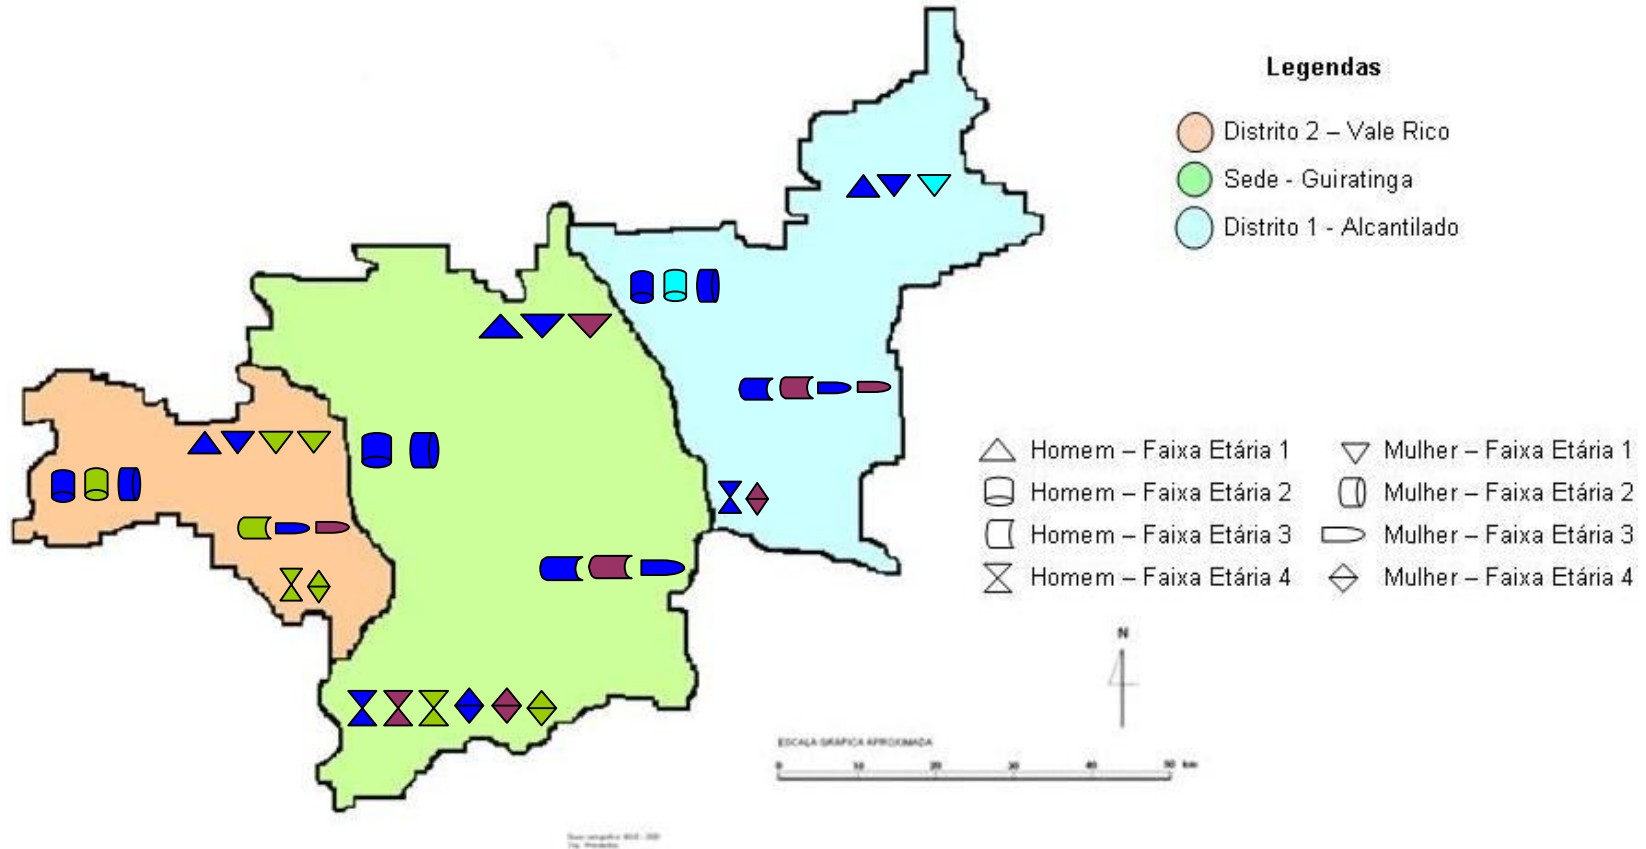 Legendas
Distrito 2 – Vale Rico
Sede - Guiratinga
Distrito 1 - Alcantilado
Homem – Faixa Etária 1
Mulher – Faixa Etária 1
Homem – Faixa Etária 2
Mulher – Faixa Etária 2
Homem – Faixa Etária 3
Mulher – Faixa Etária 3
Homem – Faixa Etária 4
Mulher – Faixa Etária 4
N
ESCALA GRÁFICA APROXIMADA
0 10 20 30 40 50 km